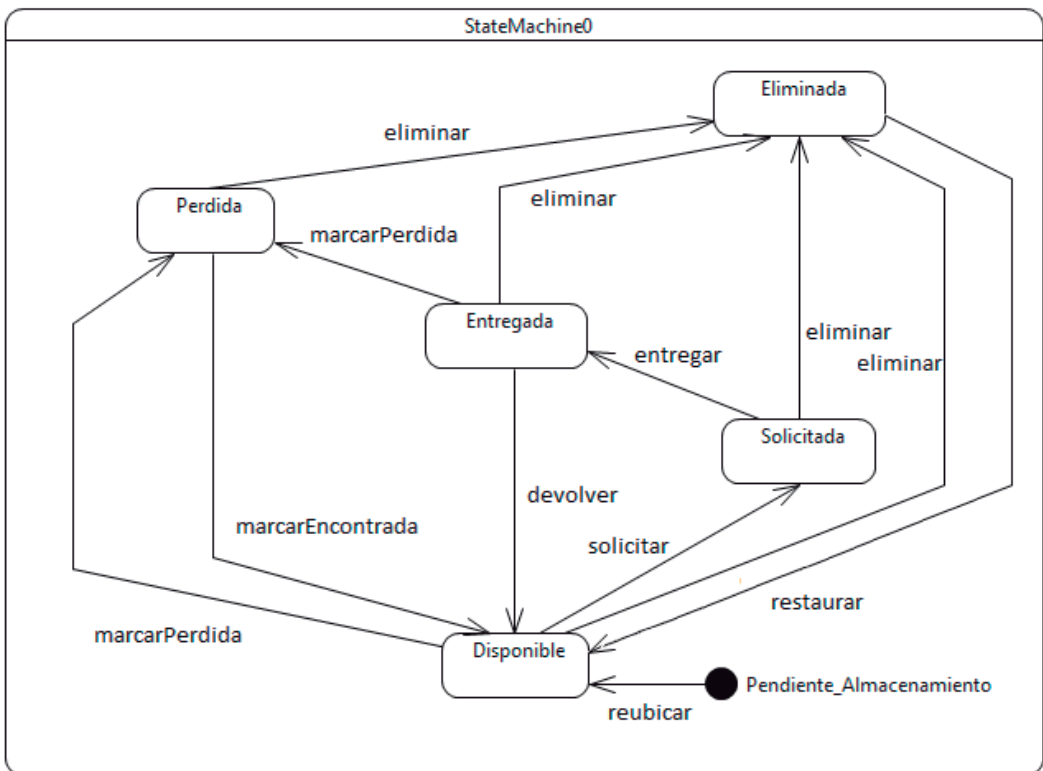 StateMachine0
Eliminada
eliminar
Perdida
eliminar
marcarPerdida
Entregada
eliminar
entregar
eliminar
Solicitada
devolver
marcarEncontrada
solicitar
restaurar
marcarPerdida
Disponible
Pendiente_Almacenamiento
reubicar